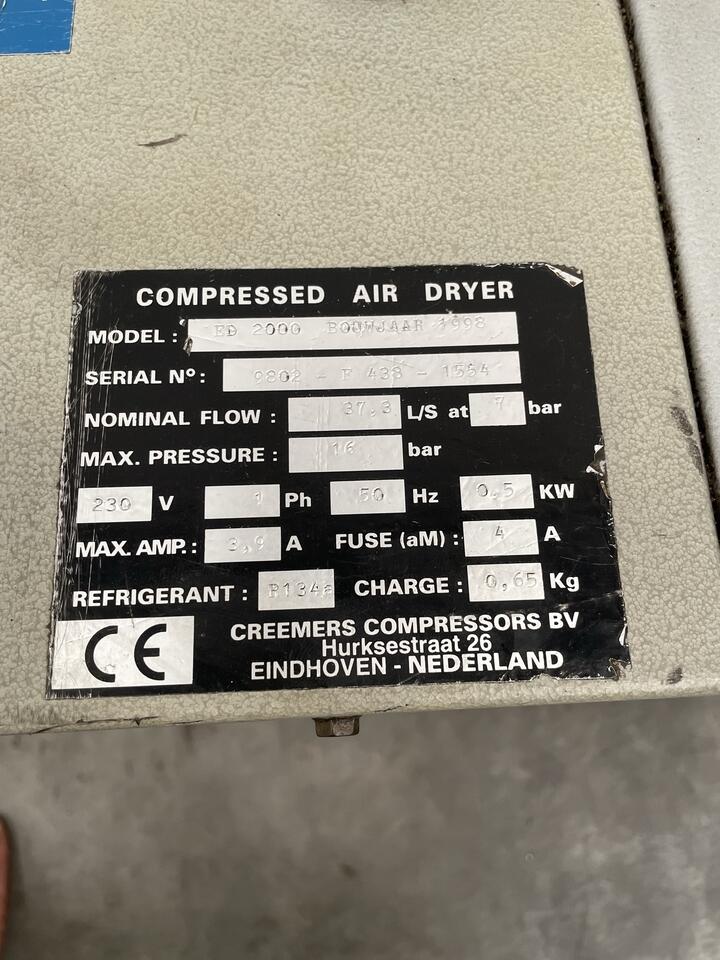 COMPRESSED AIR DRYER
MODEL: ED 2000 BOUWJAAR 1998
SERIAL Nº: 9802 - F 438 - 1554
NOMINAL FLOW: 37,3 L/S at 7 bar
MAX. PRESSURE: 16 bar
230 V 1 Ph 50 Hz 0,5 KW
MAX. AMP.: 3,9 A FUSE (aM): 4 A
REFRIGERANT: R134a CHARGE: 0,65 Kg
CE CREEMERS COMPRESSORS BV
Hurksestraat 26
EINDHOVEN - NEDERLAND